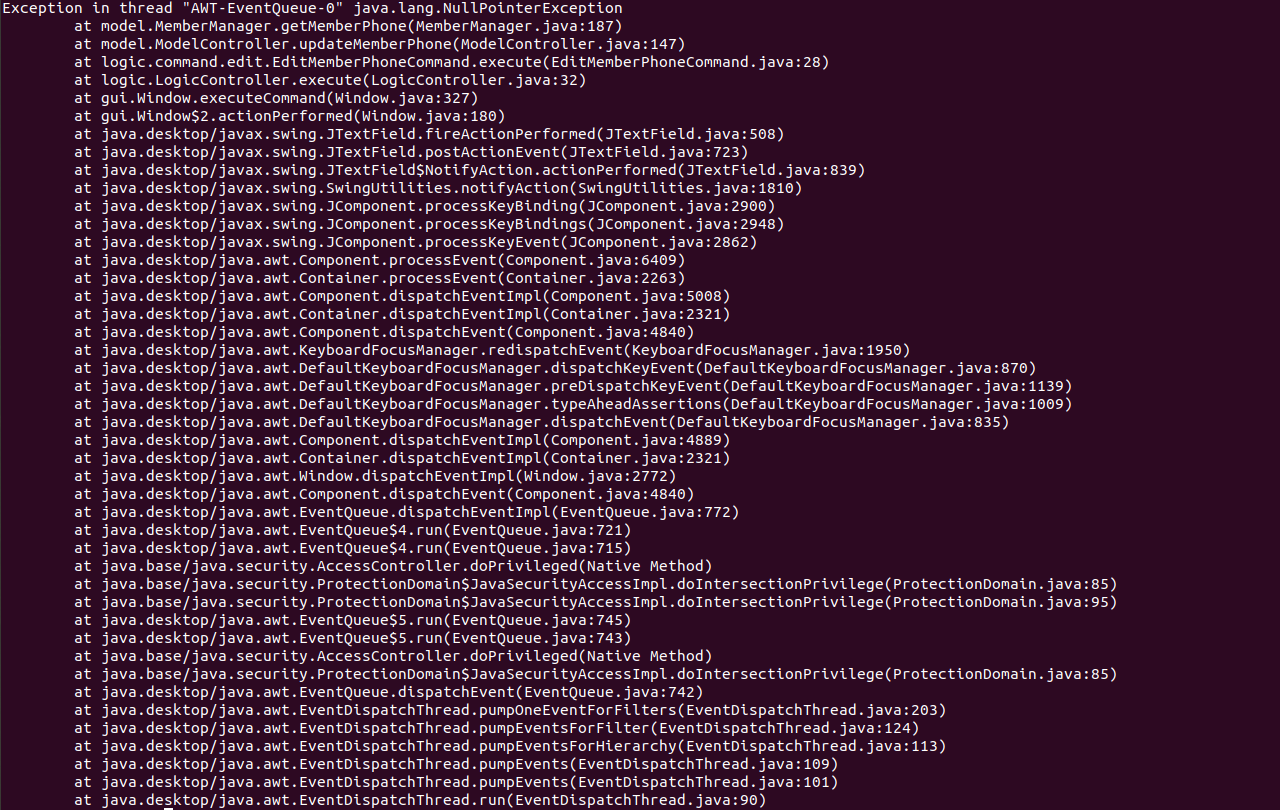 Exception in thread "AWT-EventQueue-0" java.lang.NullPointerException
at model.MemberManager.getMemberPhone(MemberManager.java:187)
at model.ModelController.updateMemberPhone(ModelController.java:147)
at logic.command.edit.EditMemberPhoneCommand.execute(EditMemberPhoneCommand.java:28)
at logic.LogicController.execute(LogicController.java:32)
at gui.Window.executeCommand(Window.java:327)
at gui.Window$2.actionPerformed(Window.java:180)
at java.desktop/javax.swing.JTextField.fireActionPerformed(JTextField.java:508)
at java.desktop/javax.swing.JTextField.postActionEvent(JTextField.java:723)
at java.desktop/javax.swing.JTextField$NotifyAction.actionPerformed(JTextField.java:839)
at java.desktop/javax.swing.SwingUtilities.notifyAction(SwingUtilities.java:1810)
at java.desktop/javax.swing.JComponent.processKeyBinding(JComponent.java:2900)
at java.desktop/javax.swing.JComponent.processKeyBindings(JComponent.java:2948)
at java.desktop/javax.swing.JComponent.processKeyEvent(JComponent.java:2862)
at java.desktop/java.awt.Component.processEvent(Component.java:6409)
at java.desktop/java.awt.Container.processEvent(Container.java:2263)
at java.desktop/java.awt.Component.dispatchEventImpl(Component.java:5008)
at java.desktop/java.awt.Container.dispatchEventImpl(Container.java:2321)
at java.desktop/java.awt.Component.dispatchEvent(Component.java:4840)
at java.desktop/java.awt.KeyboardFocusManager.redispatchEvent(KeyboardFocusManager.java:1950)
at java.desktop/java.awt.DefaultKeyboardFocusManager.dispatchKeyEvent(DefaultKeyboardFocusManager.java:870)
at java.desktop/java.awt.DefaultKeyboardFocusManager.preDispatchKeyEvent(DefaultKeyboardFocusManager.java:1139)
at java.desktop/java.awt.DefaultKeyboardFocusManager.typeAheadAssertions(DefaultKeyboardFocusManager.java:1009)
at java.desktop/java.awt.DefaultKeyboardFocusManager.dispatchEvent(DefaultKeyboardFocusManager.java:835)
at java.desktop/java.awt.Component.dispatchEventImpl(Component.java:4889)
at java.desktop/java.awt.Container.dispatchEventImpl(Container.java:2321)
at java.desktop/java.awt.Window.dispatchEventImpl(Window.java:2772)
at java.desktop/java.awt.Component.dispatchEvent(Component.java:4840)
at java.desktop/java.awt.EventQueue.dispatchEventImpl(EventQueue.java:772)
at java.desktop/java.awt.EventQueue$4.run(EventQueue.java:721)
at java.desktop/java.awt.EventQueue$4.run(EventQueue.java:715)
at java.base/java.security.AccessController.doPrivileged(Native Method)
at java.base/java.security.ProtectionDomain$JavaSecurityAccessImpl.doIntersectionPrivilege(ProtectionDomain.java:85)
at java.base/java.security.ProtectionDomain$JavaSecurityAccessImpl.doIntersectionPrivilege(ProtectionDomain.java:95)
at java.desktop/java.awt.EventQueue$5.run(EventQueue.java:745)
at java.desktop/java.awt.EventQueue$5.run(EventQueue.java:743)
at java.base/java.security.AccessController.doPrivileged(Native Method)
at java.base/java.security.ProtectionDomain$JavaSecurityAccessImpl.doIntersectionPrivilege(ProtectionDomain.java:85)
at java.desktop/java.awt.EventQueue.dispatchEvent(EventQueue.java:742)
at java.desktop/java.awt.EventDispatchThread.pumpOneEventForFilters(EventDispatchThread.java:203)
at java.desktop/java.awt.EventDispatchThread.pumpEventsForFilter(EventDispatchThread.java:124)
at java.desktop/java.awt.EventDispatchThread.pumpEventsForHierarchy(EventDispatchThread.java:113)
at java.desktop/java.awt.EventDispatchThread.pumpEvents(EventDispatchThread.java:109)
at java.desktop/java.awt.EventDispatchThread.pumpEvents(EventDispatchThread.java:101)
at java.desktop/java.awt.EventDispatchThread.run(EventDispatchThread.java:90)